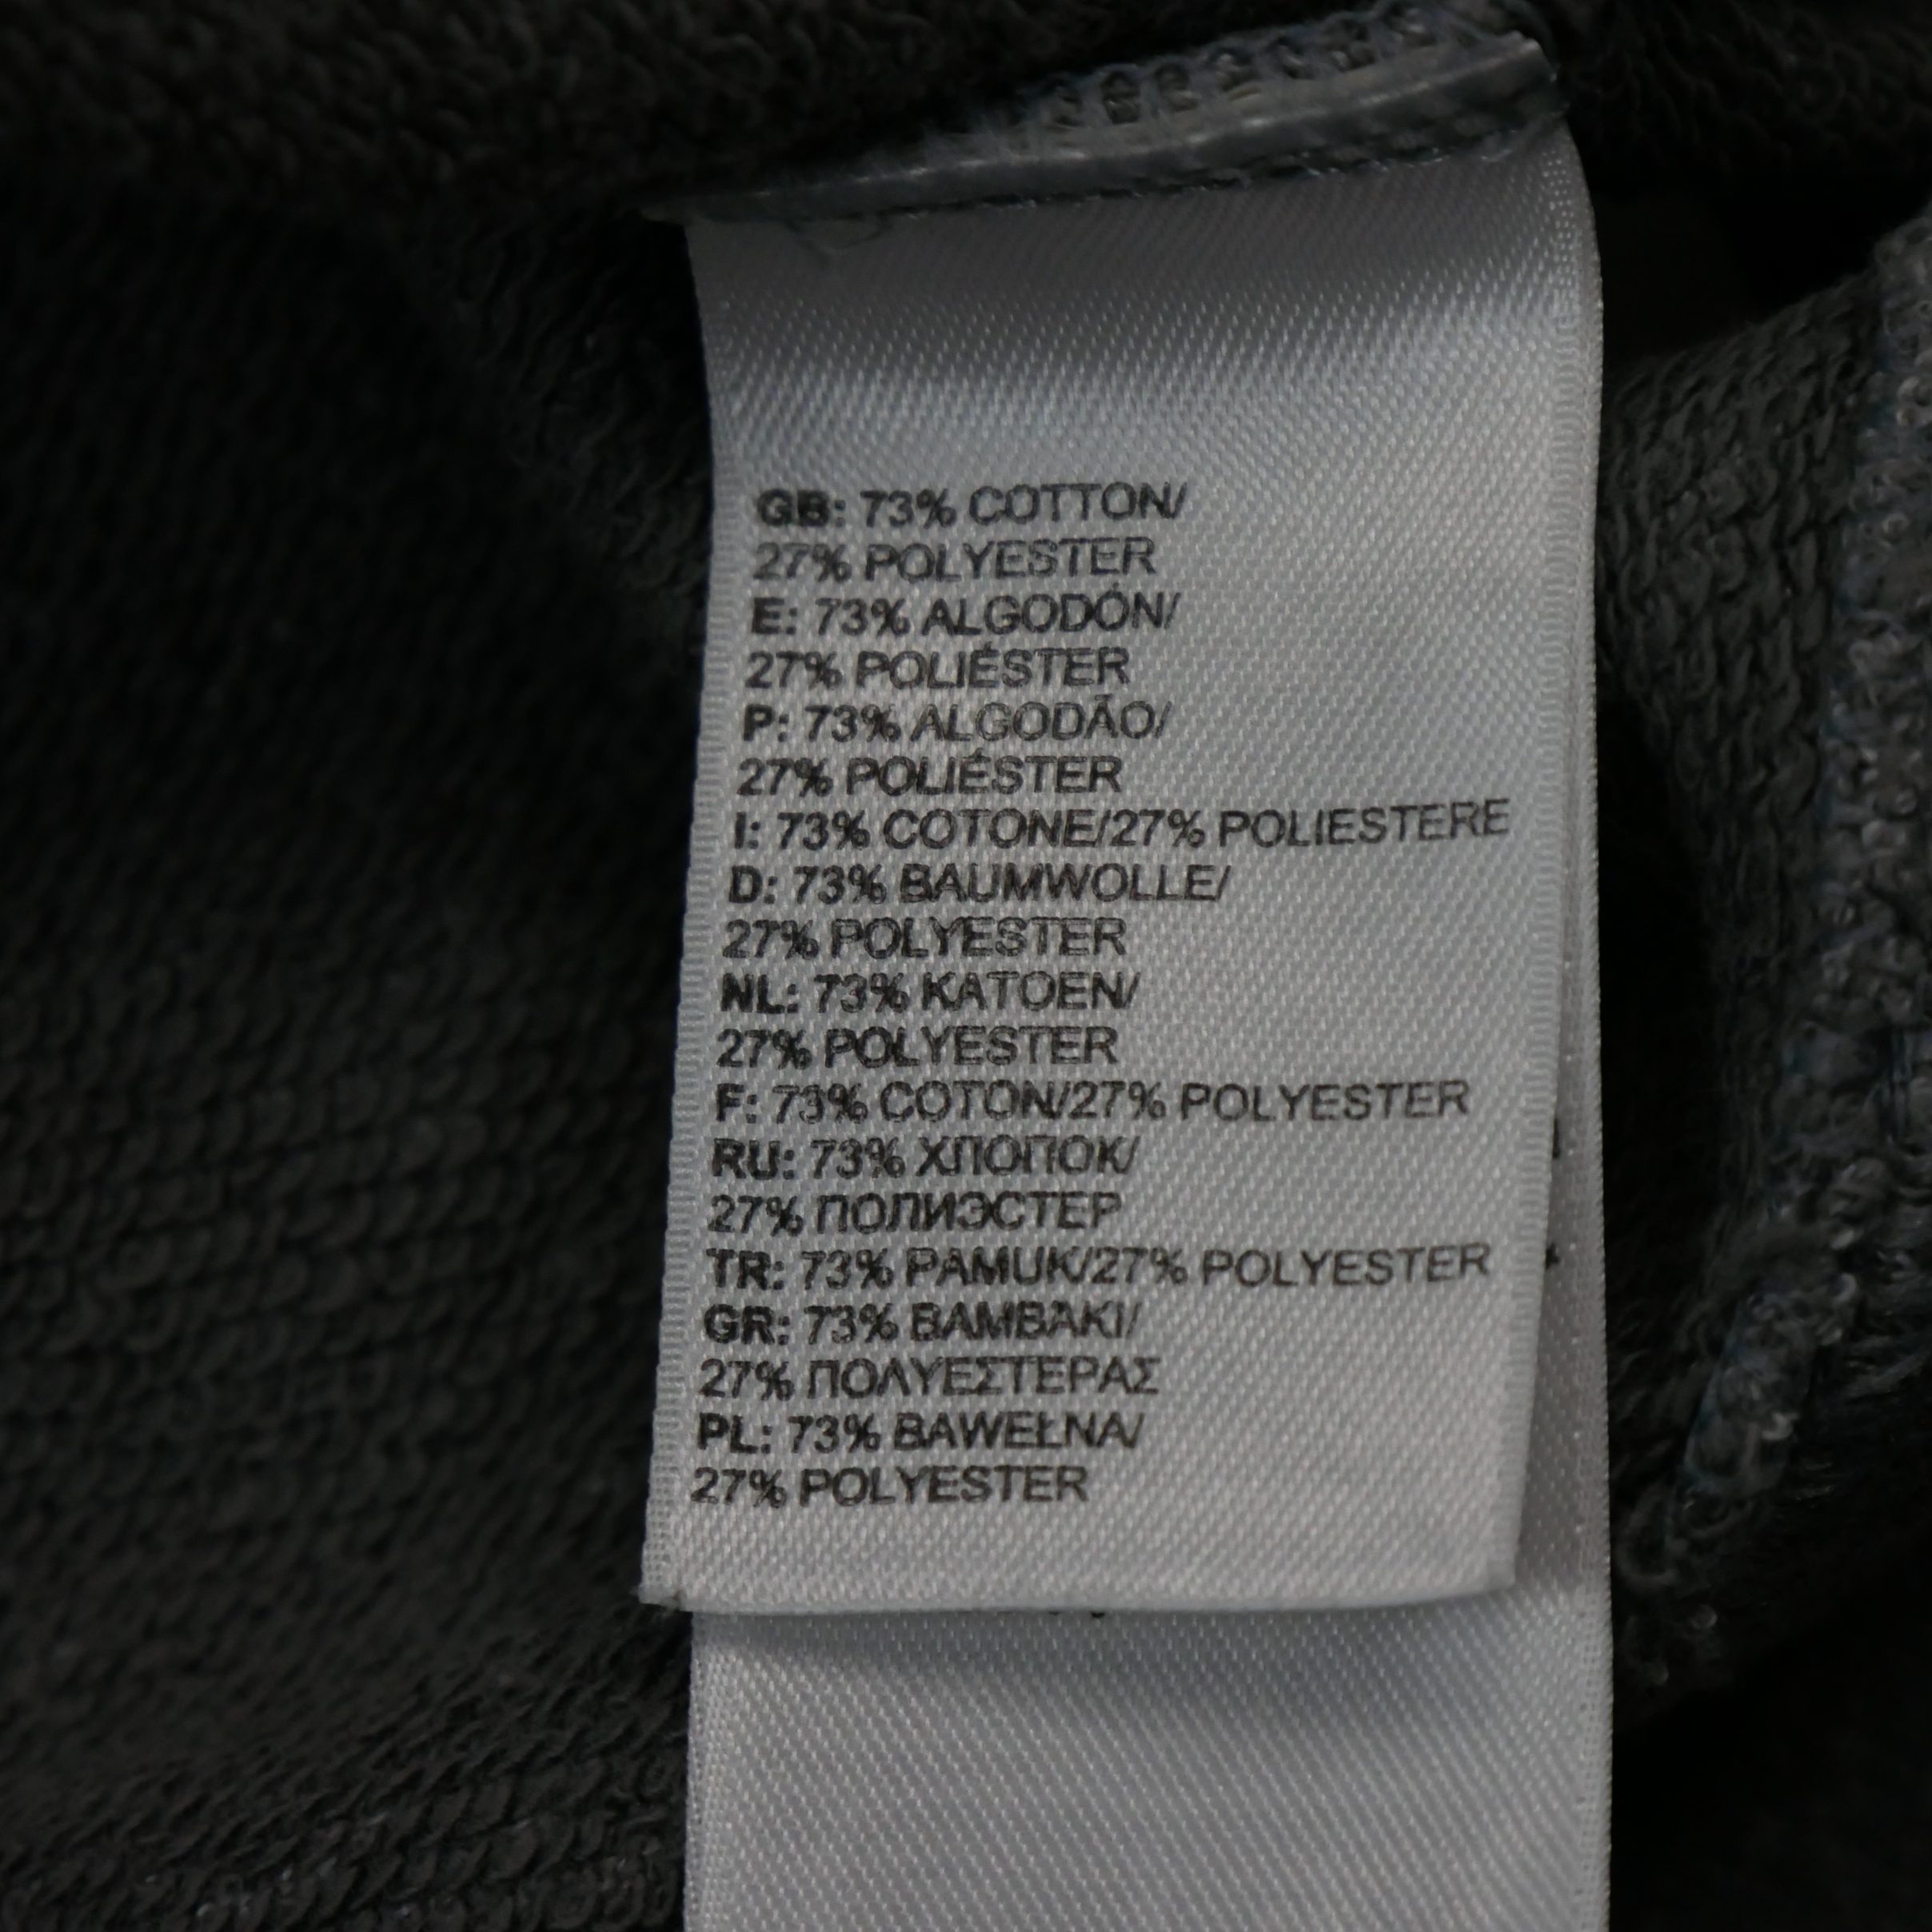 GB: 73% COTTON/
27% POLYESTER
E: 73% ALGODÓN/
27% POLIÉSTER
P: 73% ALGODÃO/
27% POLIÉSTER
I: 73% COTONE/27% POLIESTERE
D: 73% BAUMWOLLE/
27% POLYESTER
NL: 73% KATOEN/
27% POLYESTER
F: 73% COTON/27% POLYESTER
RU: 73% ХЛОПОК/
27% ПОЛИЭСТЕР
TR: 73% PAMUK/27% POLYESTER
GR: 73% ΒΑΜΒΑΚΙ/
27% ΠΟΛΥΕΣΤΕΡΑΣ
PL: 73% BAWEŁNA/
27% POLYESTER